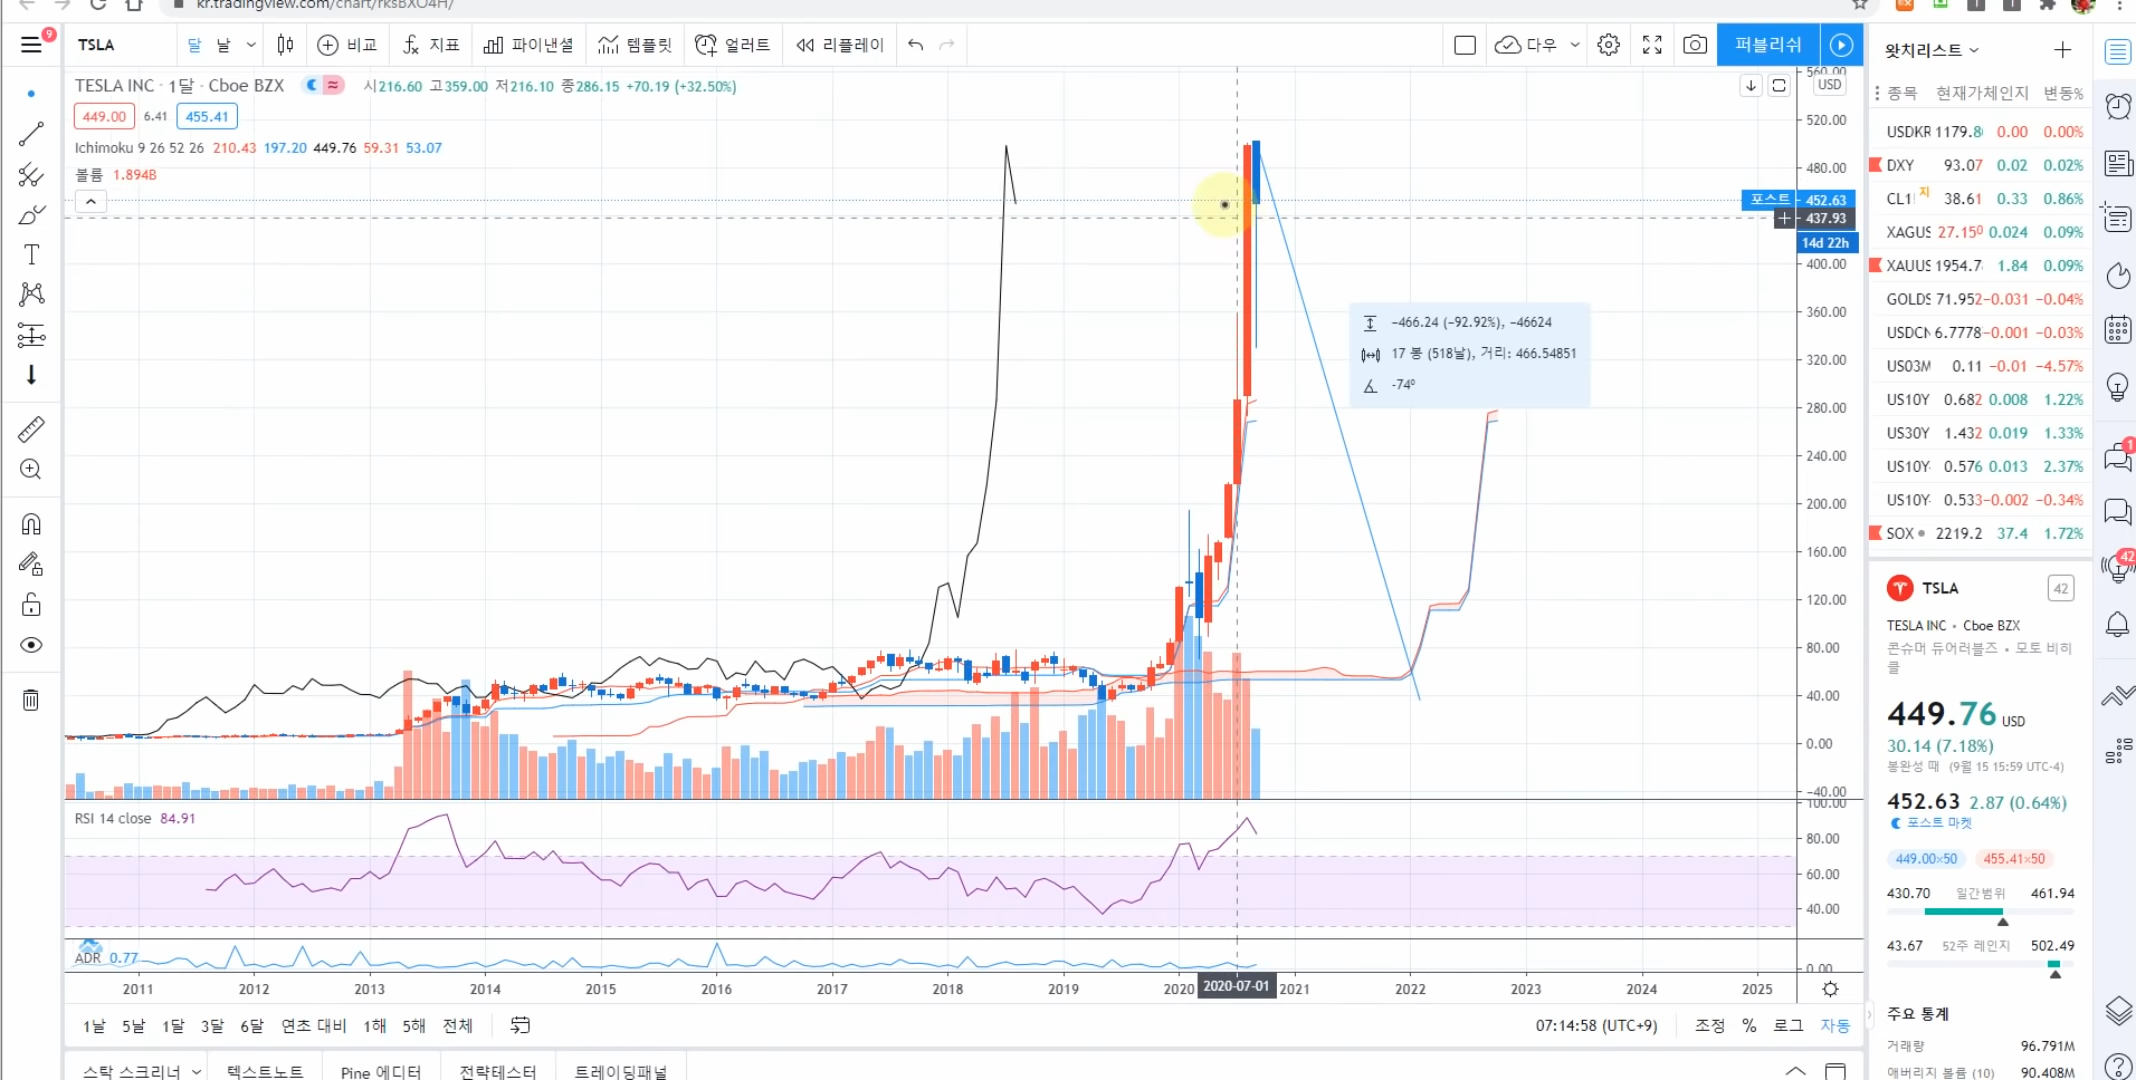 kr.tradingview.com/chart/rksBXO4H/
9
TSLA
달 날
비교
지표
파이낸셜
템플릿
얼러트
리플레이
다우
퍼블리쉬
TESLA INC · 1달 · Cboe BZX
시216.60 고359.00 저216.10 종286.15 +70.19 (+32.50%)
449.00 6.41 455.41
Ichimoku 9 26 52 26 210.43 197.20 449.76 59.31 53.07
볼륨 1.894B
USD
560.00
520.00
480.00
포스트 452.63
437.93
14d 22h
400.00
360.00
320.00
280.00
240.00
200.00
160.00
120.00
80.00
40.00
0.00
-40.00
-466.24 (-92.92%), -46624
17 봉 (518날), 거리: 466.54851
-74º
RSI 14 close 84.91
100.00
80.00
60.00
40.00
ADR 0.77
0.00
2011 2012 2013 2014 2015 2016 2017 2018 2019 2020 2020-07-01 2021 2022 2023 2024 2025
1날 5날 1달 3달 6달 연초 대비 1해 5해 전체
07:14:58 (UTC+9) 조정 % 로그 자동
스탁 스크리너 텍스트노트 Pine 에디터 전략테스터 트레이딩패널
왓치리스트
종목 현재가 체인지 변동%
USDKR 1179.8 0.00 0.00%
DXY 93.07 0.02 0.02%
CL1! 지 38.61 0.33 0.86%
XAGUS 27.150 0.024 0.09%
XAUUS 1954.7 1.84 0.09%
GOLDS 71.952 -0.031 -0.04%
USDCN 6.7778 -0.001 -0.03%
US03M 0.11 -0.01 -4.57%
US10Y 0.682 0.008 1.22%
US30Y 1.432 0.019 1.33%
US10Y- 0.576 0.013 2.37%
US10Y- 0.533 -0.002 -0.34%
SOX 2219.2 37.4 1.72%
TSLA 42
TESLA INC • Cboe BZX
콘슈머 듀어러블즈 • 모토 비히
클
449.76 USD
30.14 (7.18%)
봉완성 때 (9월 15 15:59 UTC-4)
452.63 2.87 (0.64%)
포스트 마켓
449.00×50 455.41×50
430.70 일간범위 461.94
43.67 52주 레인지 502.49
주요 통계
거래량 96.791M
애버리지 볼륨 (10) 90.408M
1
42